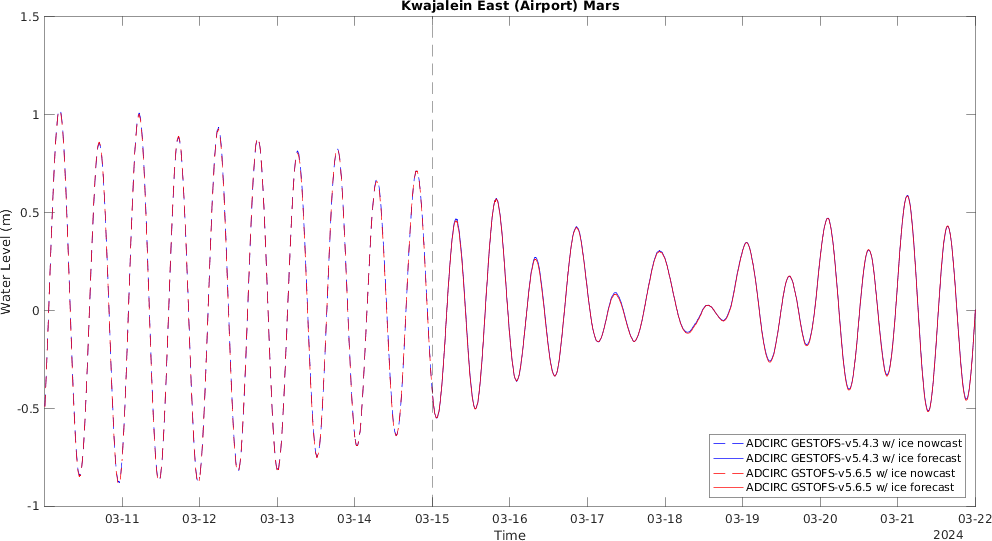 Kwajalein East (Airport) Mars
1.5
1
0.5
0
-0.5
-1
Water Level (m)
ADCIRC GESTOFS-v5.4.3 w/ ice nowcast
ADCIRC GESTOFS-v5.4.3 w/ ice forecast
ADCIRC GSTOFS-v5.6.5 w/ ice nowcast
ADCIRC GSTOFS-v5.6.5 w/ ice forecast
03-11 03-12 03-13 03-14 03-15 03-16 03-17 03-18 03-19 03-20 03-21 03-22
Time
2024